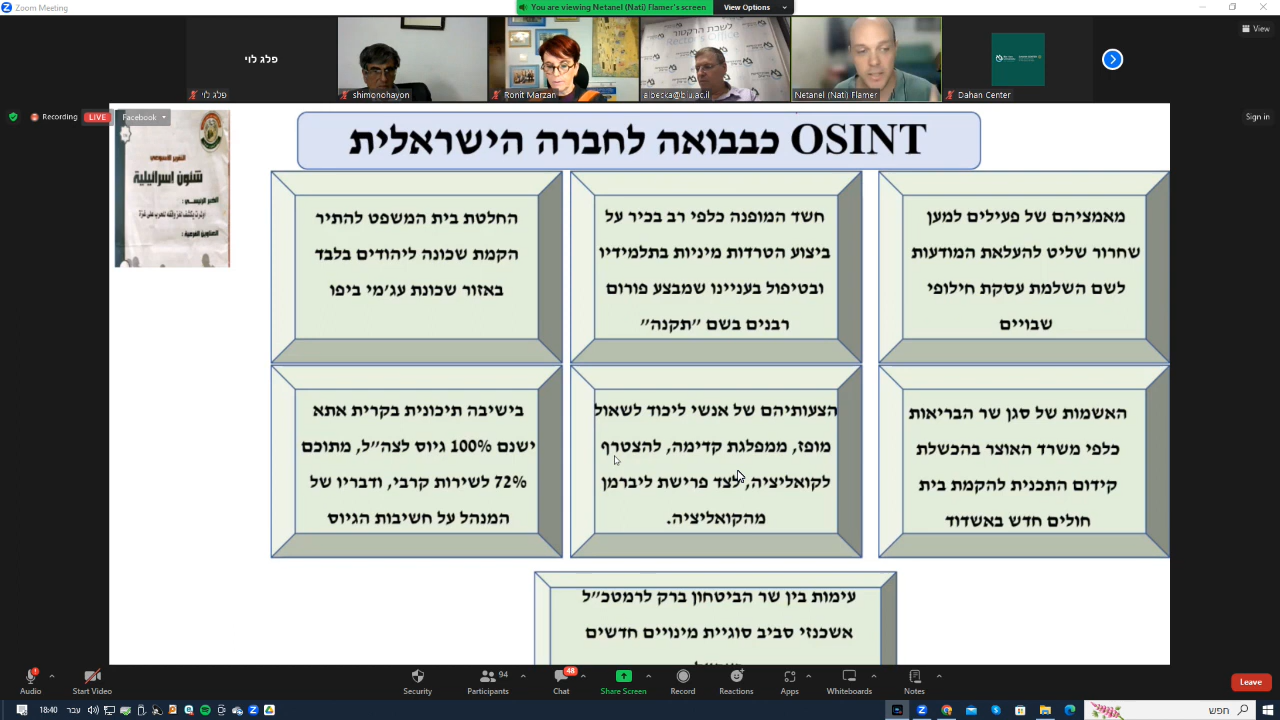 Zoom Meeting
You are viewing Netanel (Nati) Flamer's screen
View Options
View
פלג לוי
פלג לוי
shimonohayon
Ronit Marzan
albecka@biu.ac.il
Netanel (Nati) Flamer
Dahan Center
Recording
LIVE
Facebook
Sign in
שئون اسرائيلية
OSINT כבבואה לחברה הישראלית
מאמציהם של פעילים למען
שחרור שליט להעלאת המודעות
לשם השלמת עסקת חילופי
שבויים
חשד המופנה כלפי רב בכיר על
ביצוע הטרדות מיניות בתלמידיו
ובטיפול בעניינו שמבצע פורום
רבנים בשם "תקנה"
החלטת בית המשפט להתיר
הקמת שכונה ליהודים בלבד
באזור שכונת עג'מי ביפו
האשמות של סגן שר הבריאות
כלפי משרד האוצר בהכשלת
קידום התכנית להקמת בית
חולים חדש באשדוד
הצעותיהם של אנשי ליכוד לשאול
מופז, ממפלגת קדימה, להצטרף
לקואליציה, לצד פרישת ליברמן
מהקואליציה.
בישיבה תיכונית בקרית אתא
ישנם 100% גיוס לצה"ל, מתוכם
72% לשירות קרבי, ודבריו של
המנהל על חשיבות הגיוס
עימות בין שר הביטחון ברק לרמטכ"ל
אשכנזי סביב סוגיית מינויים חדשים
Audio
Start Video
Security
Participants
94
Chat
48
Share Screen
Record
Reactions
Apps
Whiteboards
Notes
Leave
18:40
עבר
חפש